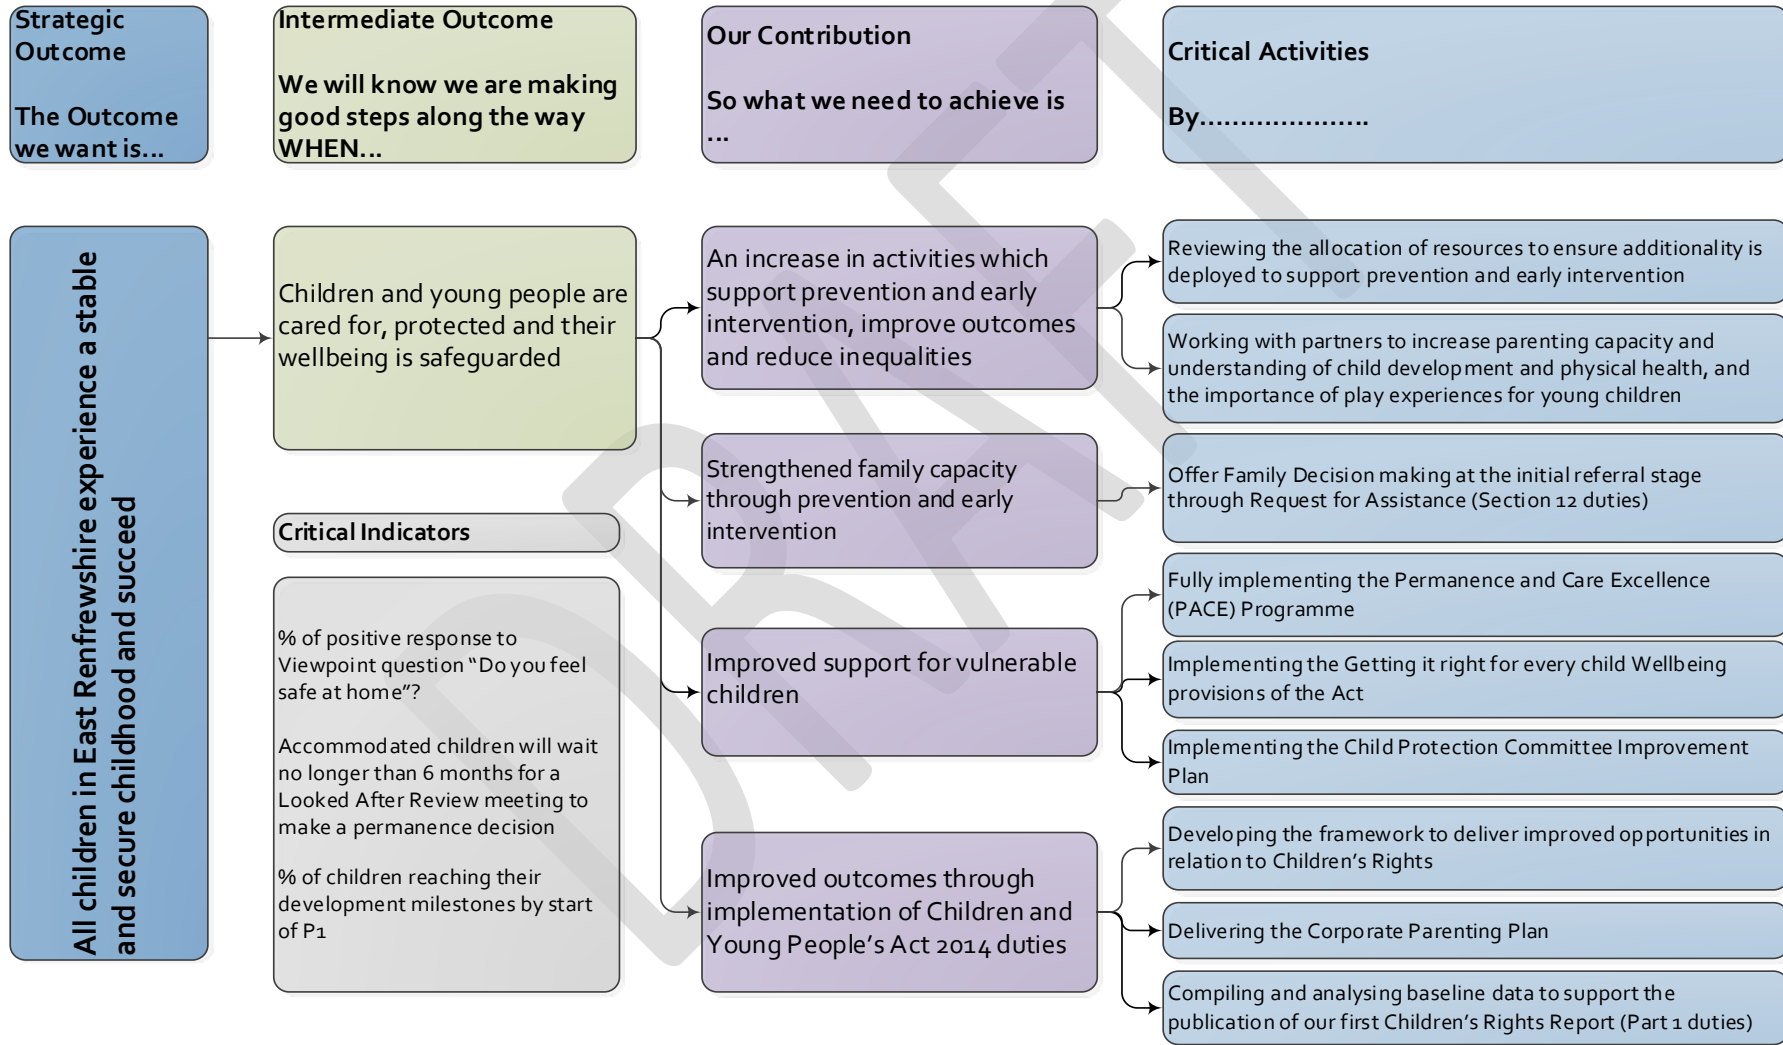 Strategic
Outcome
The Outcome
we want is...
Intermediate Outcome
We will know we are making
good steps along the way
WHEN...
Our Contribution
So what we need to achieve is
...
Critical Activities
By.....................
All children in East Renfrewshire experience a stable
and secure childhood and succeed
Children and young people are
cared for, protected and their
wellbeing is safeguarded
Critical Indicators
% of positive response to
Viewpoint question “Do you feel
safe at home”?
Accommodated children will wait
no longer than 6 months for a
Looked After Review meeting to
make a permanence decision
% of children reaching their
development milestones by start
of P1
An increase in activities which
support prevention and early
intervention, improve outcomes
and reduce inequalities
Strengthened family capacity
through prevention and early
intervention
Improved support for vulnerable
children
Improved outcomes through
implementation of Children and
Young People’s Act 2014 duties
Reviewing the allocation of resources to ensure additionality is
deployed to support prevention and early intervention
Working with partners to increase parenting capacity and
understanding of child development and physical health, and
the importance of play experiences for young children
Offer Family Decision making at the initial referral stage
through Request for Assistance (Section 12 duties)
Fully implementing the Permanence and Care Excellence
(PACE) Programme
Implementing the Getting it right for every child Wellbeing
provisions of the Act
Implementing the Child Protection Committee Improvement
Plan
Developing the framework to deliver improved opportunities in
relation to Children’s Rights
Delivering the Corporate Parenting Plan
Compiling and analysing baseline data to support the
publication of our first Children’s Rights Report (Part 1 duties)
DRAFT